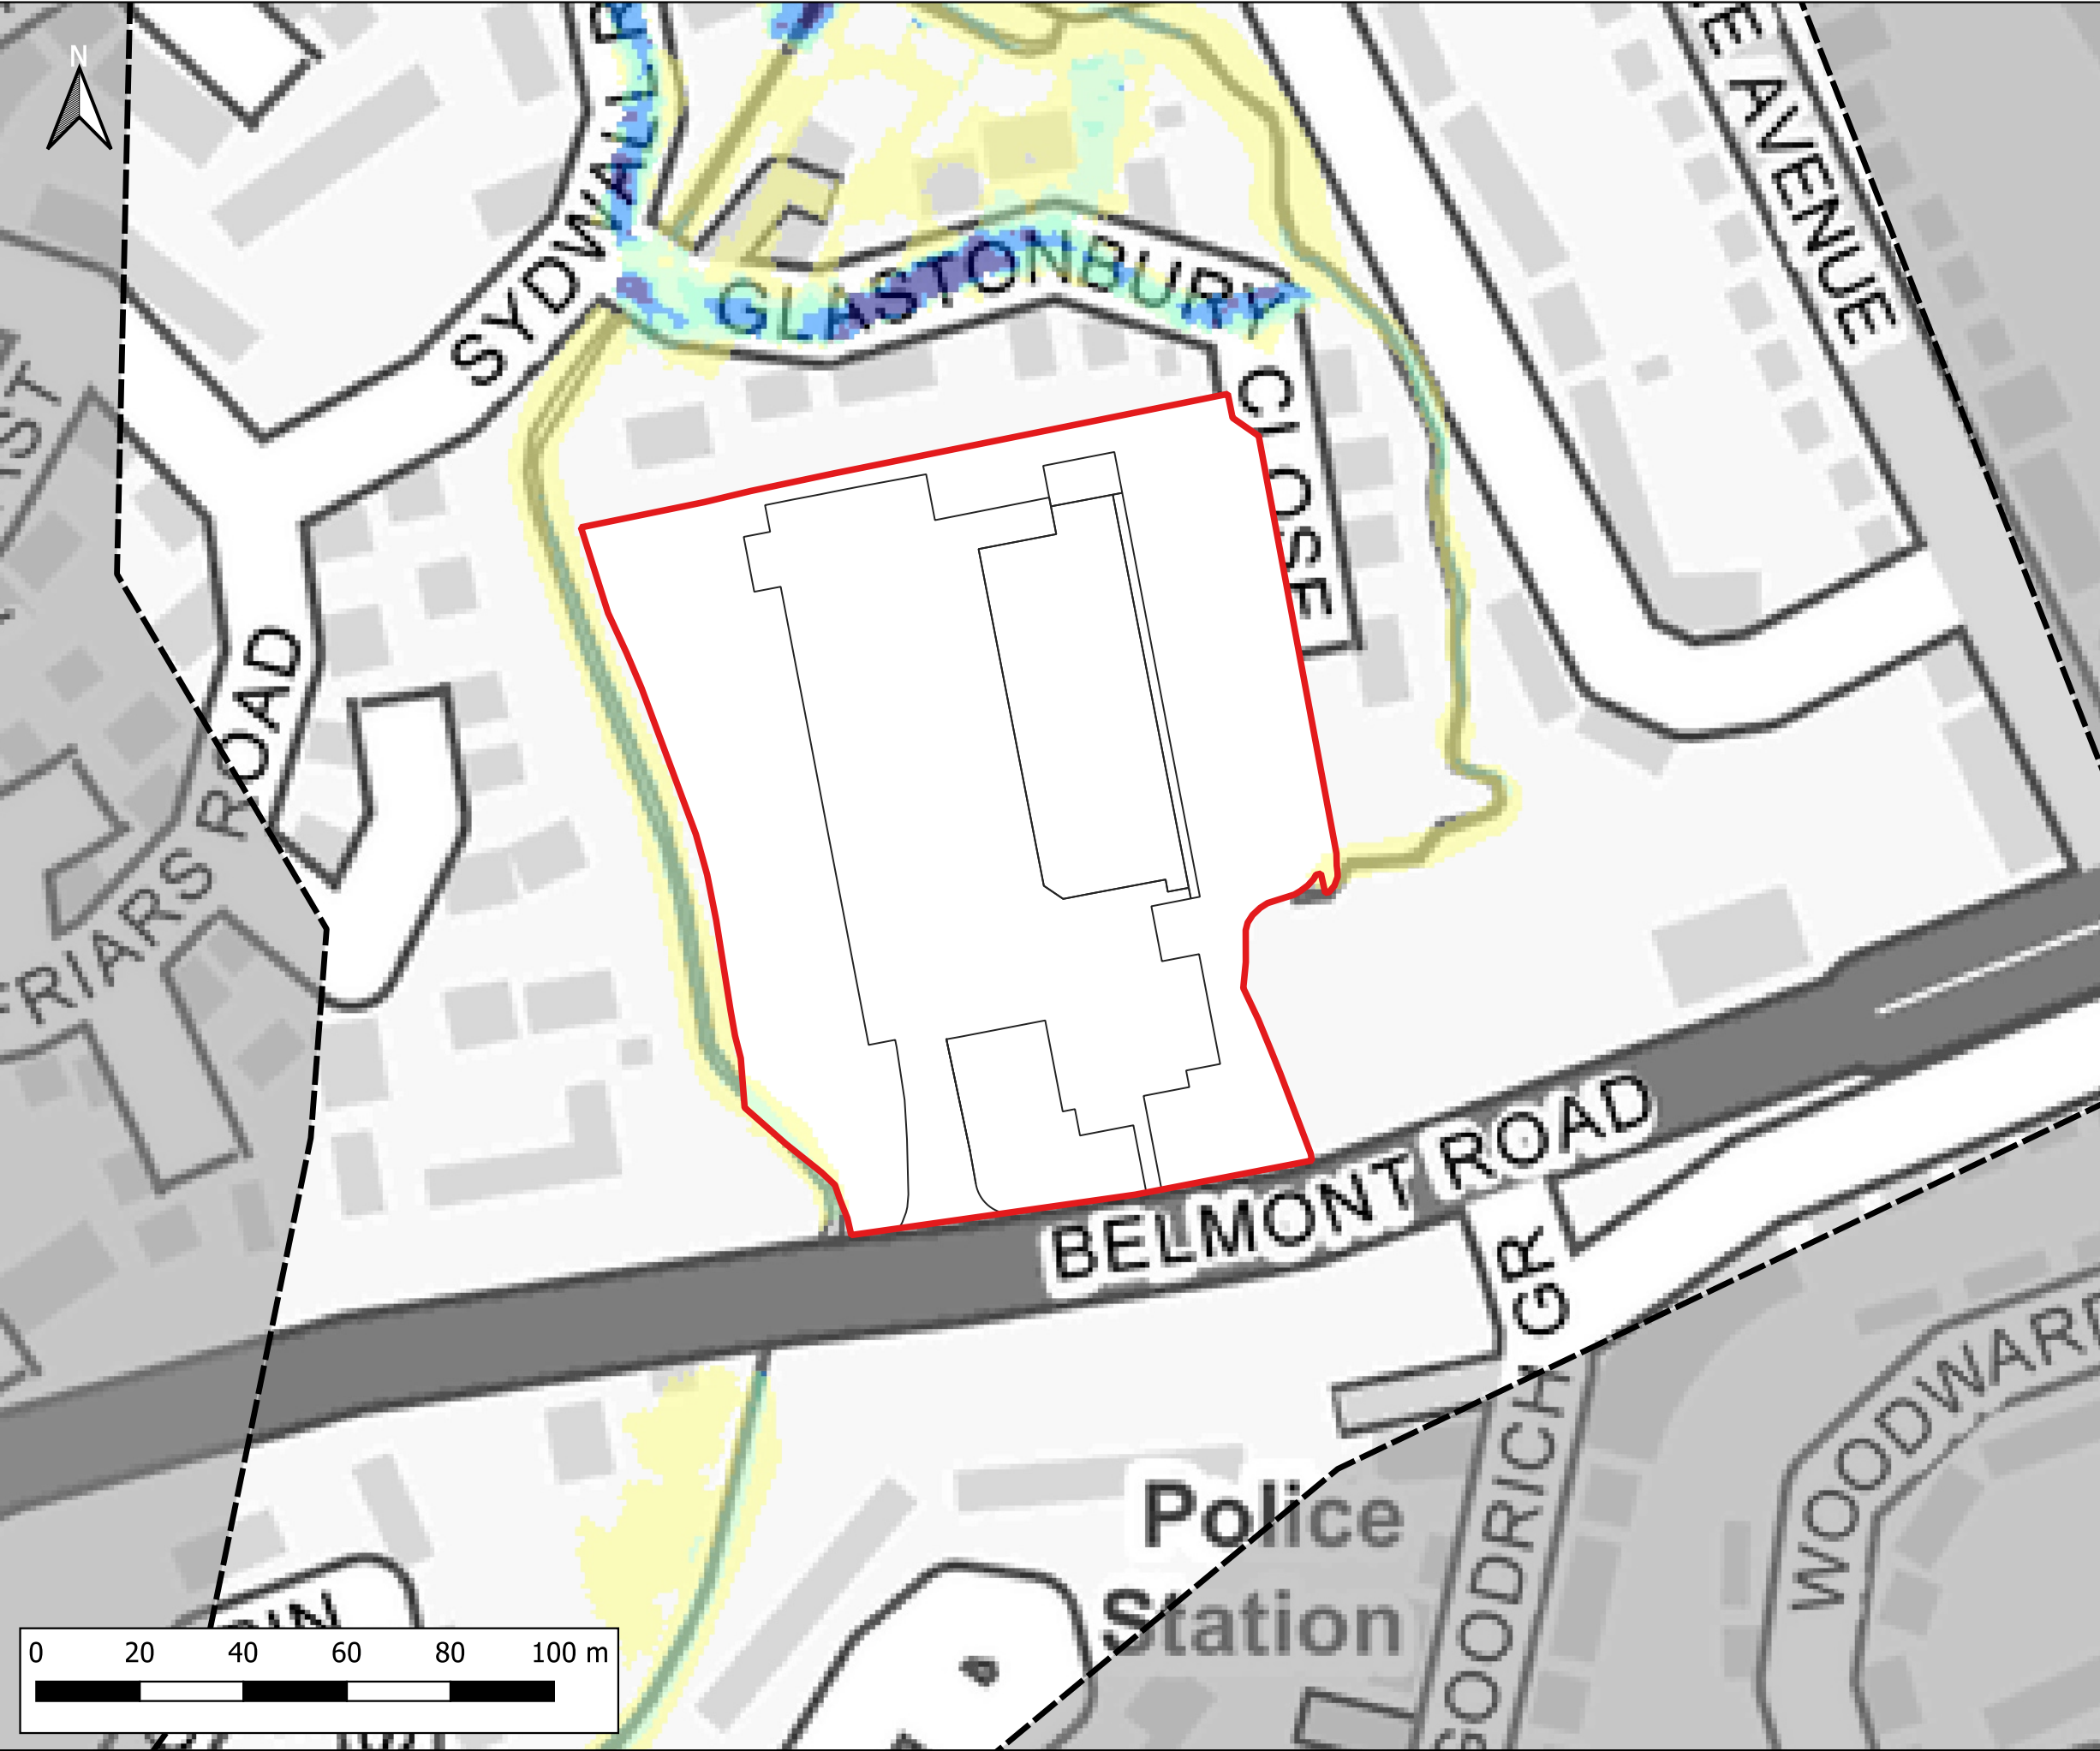 N
SYDWALL R
GLASTONBURY
CLOSE
E AVENUE
FRIARS ROAD
BELMONT ROAD
GR
GOODRICH
WOODWARD
Police
Station
0 20 40 60 80 100 m